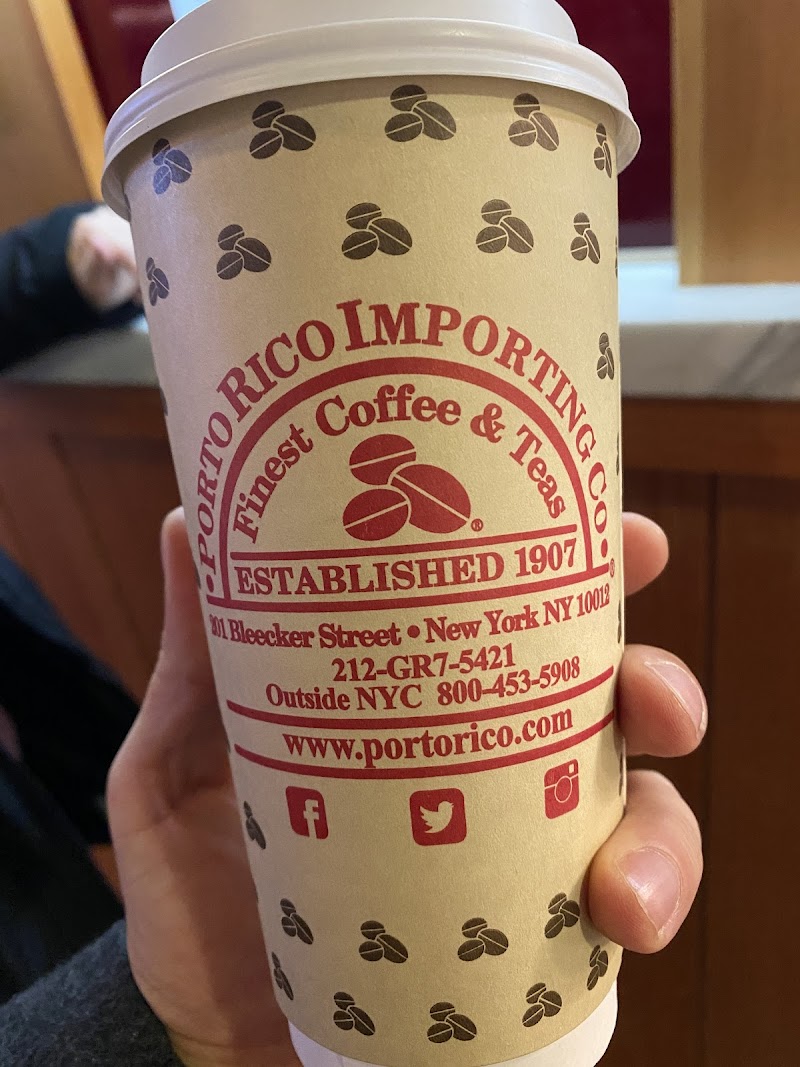 • PORTO RICO IMPORTING CO. •
Finest Coffee & Teas
®
ESTABLISHED 1907
®
201 Bleecker Street • New York NY 10012
212-GR7-5421
Outside NYC 800-453-5908
www.portorico.com